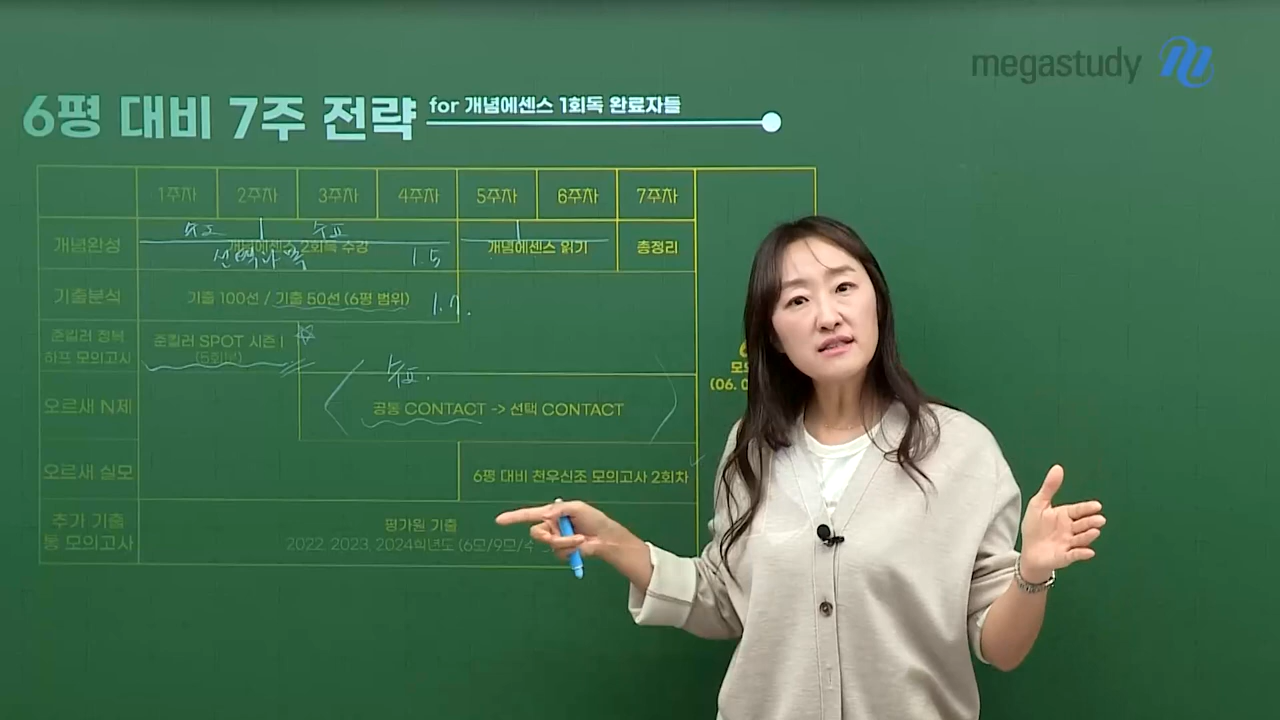 megastudy
6평 대비 7주 전략 for 개념에센스 1회독 완료자들
1주차 2주차 3주차 4주차 5주차 6주차 7주차
수오 수요
개념완성 개념에센스 2회독 수강 개념에센스 읽기 총정리
1.5
기출분석 기출 100선 / 기출 50선 (6평 범위)
준킬러 정복 준킬러 SPOT 시즌 I
하프 모의고사 (5회분)
오르새 N제 공통 CONTACT -> 선택 CONTACT
오르새 실모 6평 대비 천우신조 모의고사 2회차
추가 기출 평가원 기출
통 모의고사 2022, 2023, 2024학년도 (6모/9모/수